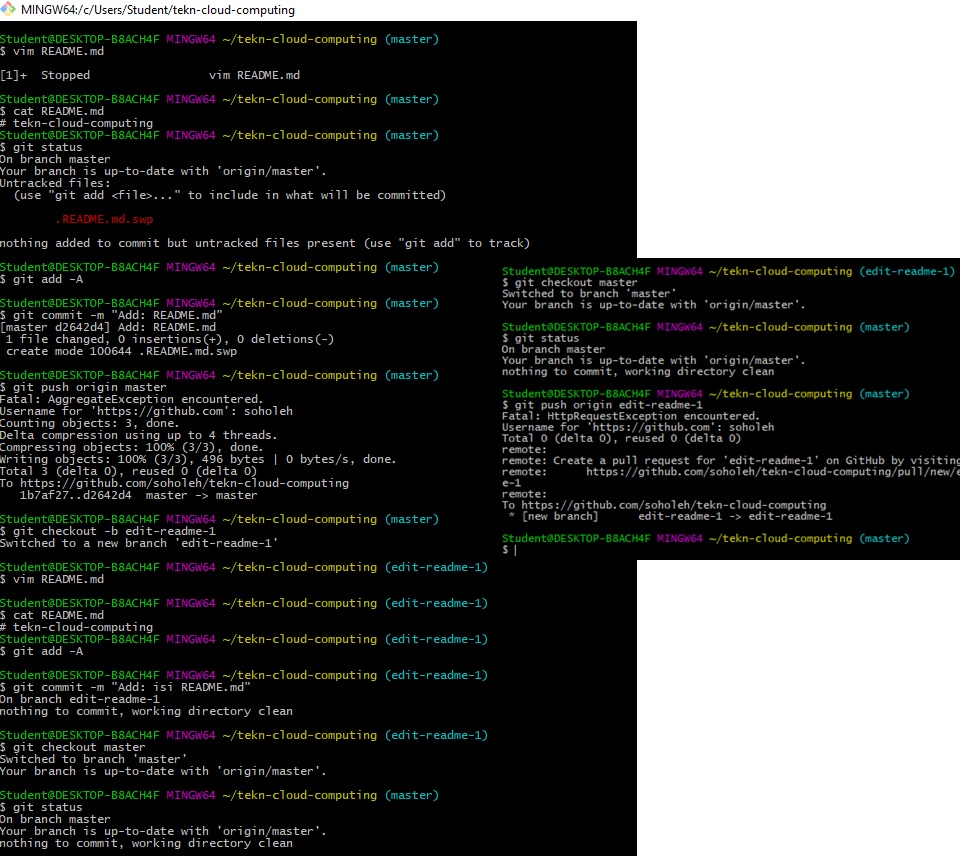 MINGW64:/c/Users/Student/tekn-cloud-computing
Student@DESKTOP-B8ACH4F MINGW64 ~/tekn-cloud-computing (master)
$ vim README.md
[1]+  Stopped                 vim README.md
Student@DESKTOP-B8ACH4F MINGW64 ~/tekn-cloud-computing (master)
$ cat README.md
# tekn-cloud-computing
Student@DESKTOP-B8ACH4F MINGW64 ~/tekn-cloud-computing (master)
$ git status
On branch master
Your branch is up-to-date with 'origin/master'.
Untracked files:
  (use "git add <file>..." to include in what will be committed)
        .README.md.swp
nothing added to commit but untracked files present (use "git add" to track)
Student@DESKTOP-B8ACH4F MINGW64 ~/tekn-cloud-computing (master)
$ git add -A
Student@DESKTOP-B8ACH4F MINGW64 ~/tekn-cloud-computing (master)
$ git commit -m "Add: README.md"
[master d2642d4] Add: README.md
 1 file changed, 0 insertions(+), 0 deletions(-)
 create mode 100644 .README.md.swp
Student@DESKTOP-B8ACH4F MINGW64 ~/tekn-cloud-computing (master)
$ git push origin master
Fatal: AggregateException encountered.
Username for 'https://github.com': soholeh
Counting objects: 3, done.
Delta compression using up to 4 threads.
Compressing objects: 100% (3/3), done.
Writing objects: 100% (3/3), 496 bytes | 0 bytes/s, done.
Total 3 (delta 0), reused 0 (delta 0)
To https://github.com/soholeh/tekn-cloud-computing
   1b7af27..d2642d4  master -> master
Student@DESKTOP-B8ACH4F MINGW64 ~/tekn-cloud-computing (master)
$ git checkout -b edit-readme-1
Switched to a new branch 'edit-readme-1'
Student@DESKTOP-B8ACH4F MINGW64 ~/tekn-cloud-computing (edit-readme-1)
$ vim README.md
Student@DESKTOP-B8ACH4F MINGW64 ~/tekn-cloud-computing (edit-readme-1)
$ cat README.md
# tekn-cloud-computing
Student@DESKTOP-B8ACH4F MINGW64 ~/tekn-cloud-computing (edit-readme-1)
$ git add -A
Student@DESKTOP-B8ACH4F MINGW64 ~/tekn-cloud-computing (edit-readme-1)
$ git commit -m "Add: isi README.md"
On branch edit-readme-1
nothing to commit, working directory clean
Student@DESKTOP-B8ACH4F MINGW64 ~/tekn-cloud-computing (edit-readme-1)
$ git checkout master
Switched to branch 'master'
Your branch is up-to-date with 'origin/master'.
Student@DESKTOP-B8ACH4F MINGW64 ~/tekn-cloud-computing (master)
$ git status
On branch master
Your branch is up-to-date with 'origin/master'.
nothing to commit, working directory clean
Student@DESKTOP-B8ACH4F MINGW64 ~/tekn-cloud-computing (edit-readme-1)
$ git checkout master
Switched to branch 'master'
Your branch is up-to-date with 'origin/master'.
Student@DESKTOP-B8ACH4F MINGW64 ~/tekn-cloud-computing (master)
$ git status
On branch master
Your branch is up-to-date with 'origin/master'.
nothing to commit, working directory clean
Student@DESKTOP-B8ACH4F MINGW64 ~/tekn-cloud-computing (master)
$ git push origin edit-readme-1
Fatal: HttpRequestException encountered.
Username for 'https://github.com': soholeh
Total 0 (delta 0), reused 0 (delta 0)
remote:
remote: Create a pull request for 'edit-readme-1' on GitHub by visiting
remote:      https://github.com/soholeh/tekn-cloud-computing/pull/new/e
e-1
remote:
To https://github.com/soholeh/tekn-cloud-computing
 * [new branch]      edit-readme-1 -> edit-readme-1
Student@DESKTOP-B8ACH4F MINGW64 ~/tekn-cloud-computing (master)
$